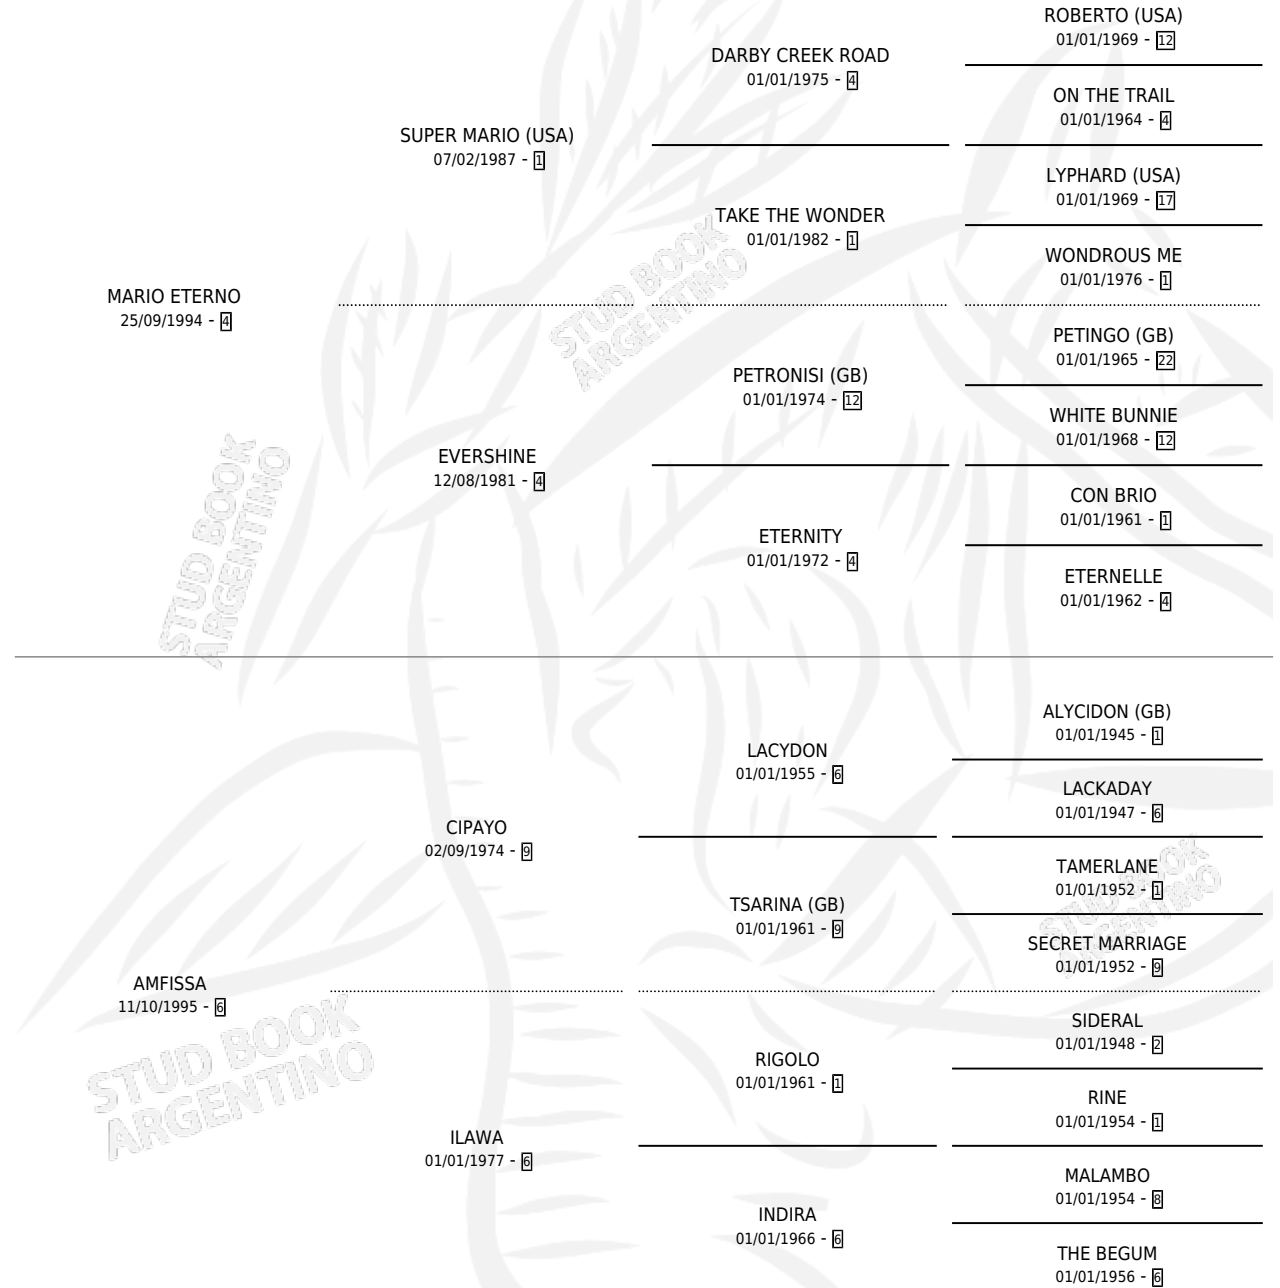 ROBERTO (USA)
01/01/1969 - 12
DARBY CREEK ROAD
01/01/1975 - 4
ON THE TRAIL
01/01/1964 - 4
SUPER MARIO (USA)
07/02/1987 - 1
LYPHARD (USA)
01/01/1969 - 17
TAKE THE WONDER
01/01/1982 - 1
WONDROUS ME
01/01/1976 - 1
MARIO ETERNO
25/09/1994 - 4
STUD BOOK
ARGENTINO
PETINGO (GB)
01/01/1965 - 22
PETRONISI (GB)
01/01/1974 - 12
WHITE BUNNIE
01/01/1968 - 12
EVERSHINE
12/08/1981 - 4
CON BRIO
01/01/1961 - 1
ETERNITY
01/01/1972 - 4
ETERNELLE
01/01/1962 - 4
STUD BOOK
ARGENTINO
ALYCIDON (GB)
01/01/1945 - 1
LACYDON
01/01/1955 - 6
LACKADAY
01/01/1947 - 6
CIPAYO
02/09/1974 - 9
TAMERLANE
01/01/1952 - 1
TSARINA (GB)
01/01/1961 - 9
SECRET MARRIAGE
01/01/1952 - 9
STUD BOOK
ARGENTINO
AMFISSA
11/10/1995 - 6
SIDERAL
01/01/1948 - 2
RIGOLO
01/01/1961 - 1
RINE
01/01/1954 - 1
STUD BOOK
ARGENTINO
ILAWA
01/01/1977 - 6
MALAMBO
01/01/1954 - 8
INDIRA
01/01/1966 - 6
THE BEGUM
01/01/1956 - 6